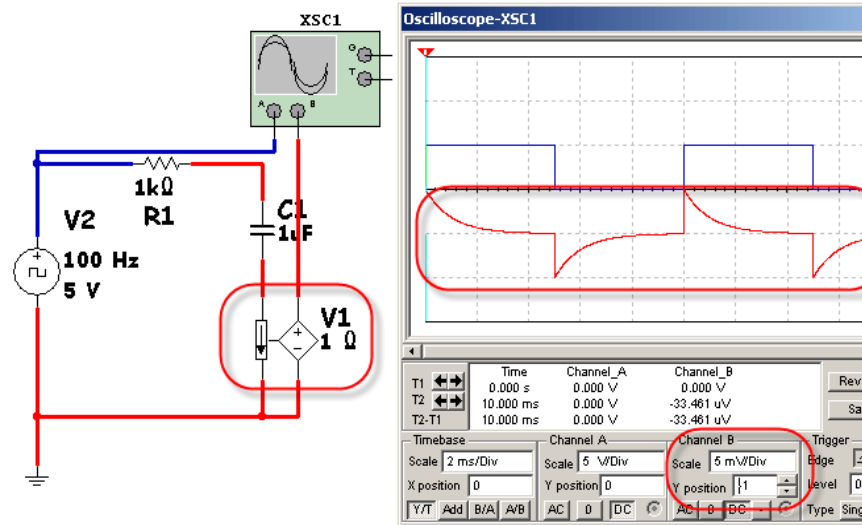 XSC1
G
T
A
B
1kΩ
R1
V2
100 Hz
5 V
C1
1uF
V1
1 Ω
Oscilloscope-XSC1
Time Channel_A Channel_B
T1 0.000 s 0.000 V 0.000 V
T2 10.000 ms 0.000 V -33.461 uV
T2-T1 10.000 ms 0.000 V -33.461 uV
Rev
Sa
Timebase Channel A Channel B Trigger
Scale 2 ms/Div Scale 5 V/Div Scale 5 mV/Div Edge
X position 0 Y position 0 Y position -1 Level 0
Y/T Add B/A A/B AC 0 DC AC 0 DC - Type Sing